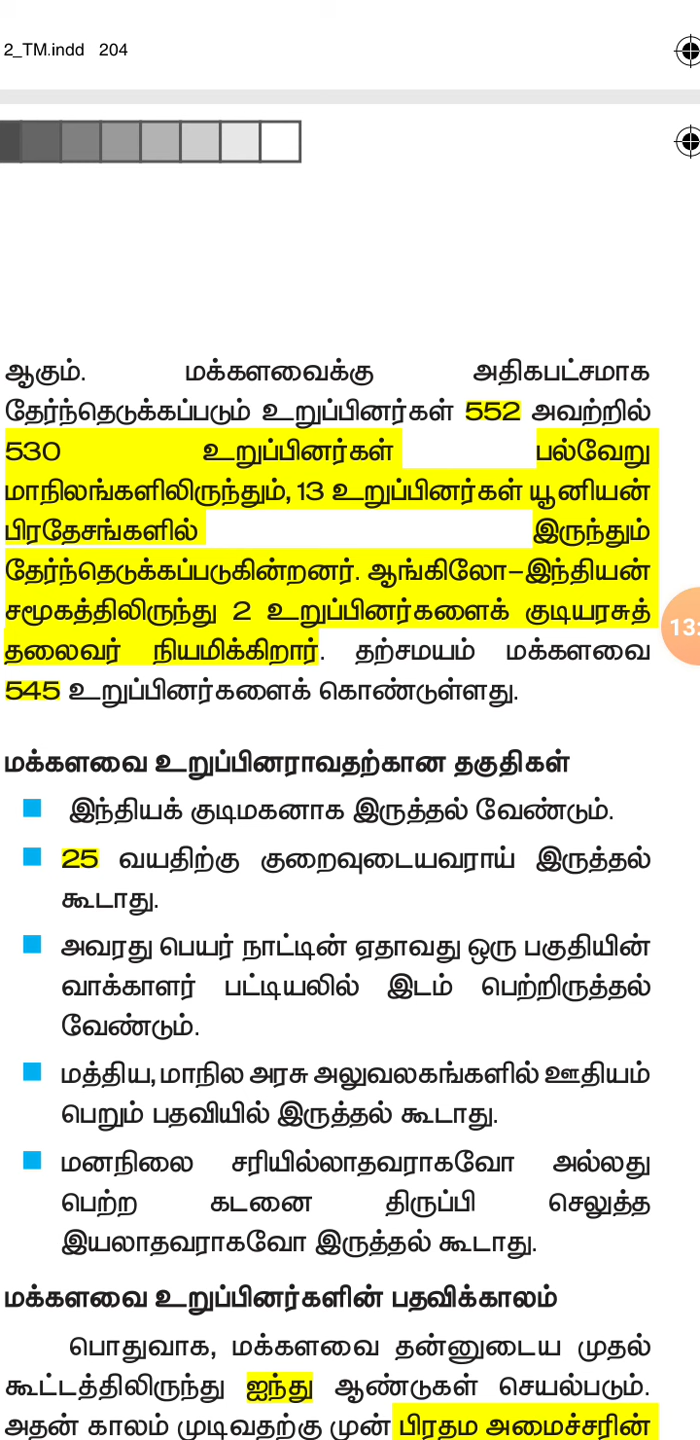 2_TM.indd 204
ஆகும். மக்களவைக்கு அதிகபட்சமாக
தேர்ந்தெடுக்கப்படும் உறுப்பினர்கள் 552 அவற்றில்
530 உறுப்பினர்கள் பல்வேறு
மாநிலங்களிலிருந்தும், 13 உறுப்பினர்கள் யூனியன்
பிரதேசங்களில் இருந்தும்
தேர்ந்தெடுக்கப்படுகின்றனர். ஆங்கிலோ–இந்தியன்
சமூகத்திலிருந்து 2 உறுப்பினர்களைக் குடியரசுத்
தலைவர் நியமிக்கிறார். தற்சமயம் மக்களவை
545 உறுப்பினர்களைக் கொண்டுள்ளது.
13:
மக்களவை உறுப்பினராவதற்கான தகுதிகள்
இந்தியக் குடிமகனாக இருத்தல் வேண்டும்.
25 வயதிற்கு குறைவுடையவராய் இருத்தல்
கூடாது.
அவரது பெயர் நாட்டின் ஏதாவது ஒரு பகுதியின்
வாக்காளர் பட்டியலில் இடம் பெற்றிருத்தல்
வேண்டும்.
மத்திய, மாநில அரசு அலுவலகங்களில் ஊதியம்
பெறும் பதவியில் இருத்தல் கூடாது.
மனநிலை சரியில்லாதவராகவோ அல்லது
பெற்ற கடனை திருப்பி செலுத்த
இயலாதவராகவோ இருத்தல் கூடாது.
மக்களவை உறுப்பினர்களின் பதவிக்காலம்
பொதுவாக, மக்களவை தன்னுடைய முதல்
கூட்டத்திலிருந்து ஐந்து ஆண்டுகள் செயல்படும்.
அதன் காலம் முடிவதற்கு முன் பிரதம அமைச்சரின்